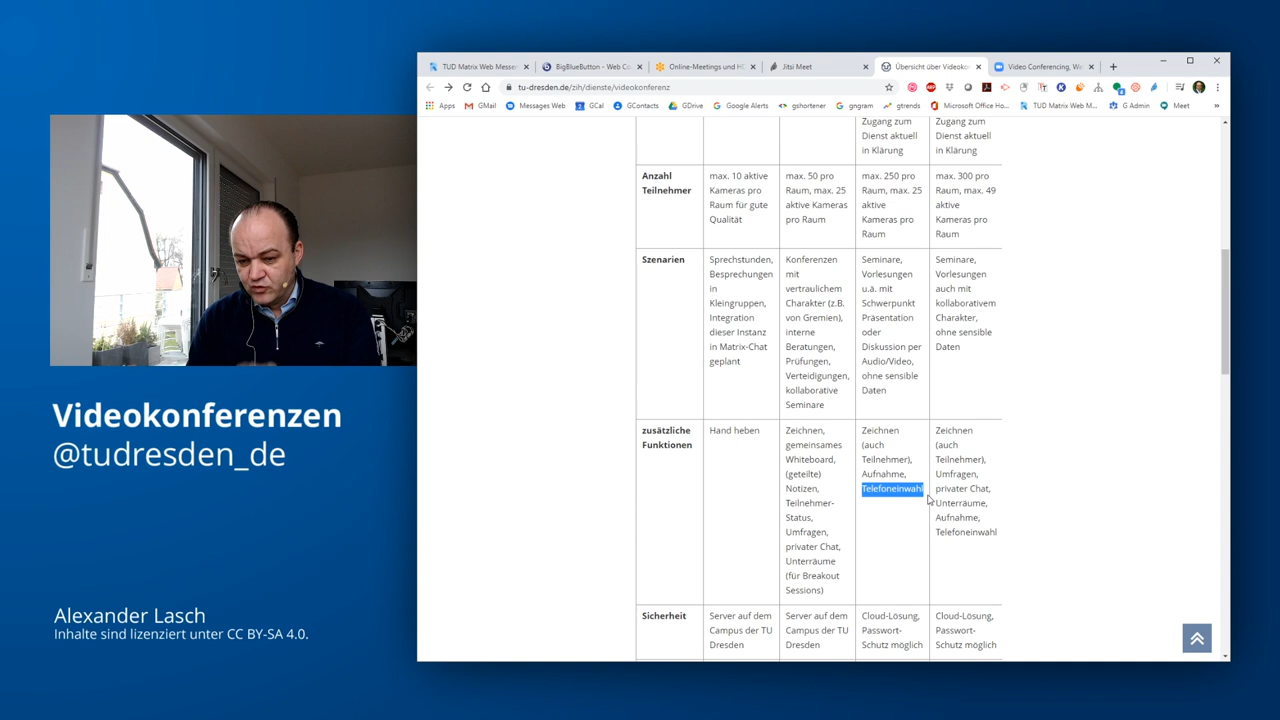 TUD Matrix Web Messe
BigBlueButton - Web Co
Online-Meetings und H
Jitsi Meet
Übersicht über Videoko
Video Conferencing, We
tu-dresden.de/zih/dienste/videokonferenz
Apps
GMail
Messages Web
GCal
GContacts
GDrive
Google Alerts
gshortener
gngram
gtrends
Microsoft Office Ho...
TUD Matrix Web M...
G Admin
Meet
Zugang zum
Dienst aktuell
in Klärung
Zugang zum
Dienst aktuell
in Klärung
Anzahl
Teilnehmer
max. 10 aktive
Kameras pro
Raum für gute
Qualität
max. 50 pro
Raum, max. 25
aktive Kameras
pro Raum
max. 250 pro
Raum, max. 25
aktive
Kameras pro
Raum
max. 300 pro
Raum, max. 49
aktive
Kameras pro
Raum
Szenarien
Sprechstunden,
Besprechungen
in
Kleingruppen,
Integration
dieser Instanz
in Matrix-Chat
geplant
Konferenzen
mit
vertraulichem
Charakter (z.B.
von Gremien),
interne
Beratungen,
Prüfungen,
Verteidigungen,
kollaborative
Seminare
Seminare,
Vorlesungen
u.ä. mit
Schwerpunkt
Präsentation
oder
Diskussion per
Audio/Video,
ohne sensible
Daten
Seminare,
Vorlesungen
auch mit
kollaborativem
Charakter,
ohne sensible
Daten
zusätzliche
Funktionen
Hand heben
Zeichnen,
gemeinsames
Whiteboard,
(geteilte)
Notizen,
Teilnehmer-
Status,
Umfragen,
privater Chat,
Unterräume
(für Breakout
Sessions)
Zeichnen
(auch
Teilnehmer),
Aufnahme,
Telefoneinwahl
Zeichnen
(auch
Teilnehmer),
Umfragen,
privater Chat,
Unterräume,
Aufnahme,
Telefoneinwahl
Sicherheit
Server auf dem
Campus der TU
Dresden
Server auf dem
Campus der TU
Dresden
Cloud-Lösung,
Passwort-
Schutz möglich
Cloud-Lösung,
Passwort-
Schutz möglich
Videokonferenzen
@tudresden_de
Alexander Lasch
Inhalte sind lizenziert unter CC BY-SA 4.0.